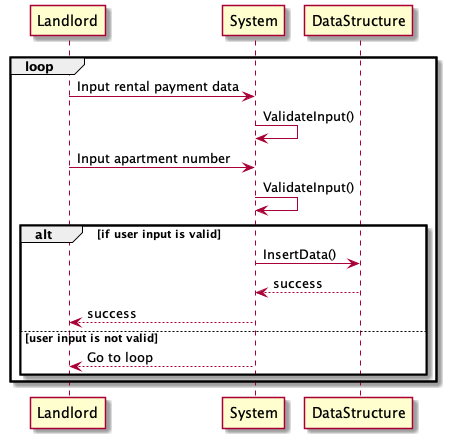 Landlord System DataStructure
loop
Input rental payment data
ValidateInput()
Input apartment number
ValidateInput()
alt [if user input is valid]
InsertData()
success
success
[user input is not valid]
Go to loop
Landlord System DataStructure